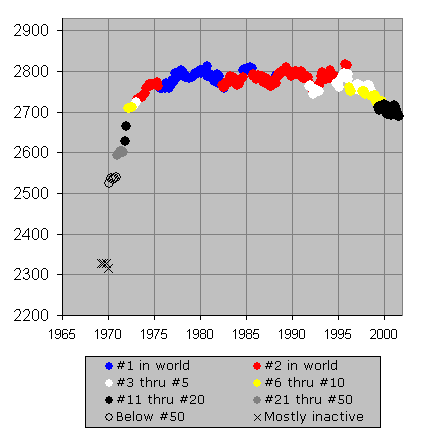 2900
2800
2700
2600
2500
2400
2300
2200
1965 1970 1975 1980 1985 1990 1995 2000
#1 in world #2 in world
#3 thru #5 #6 thru #10
#11 thru #20 #21 thru #50
Below #50 Mostly inactive